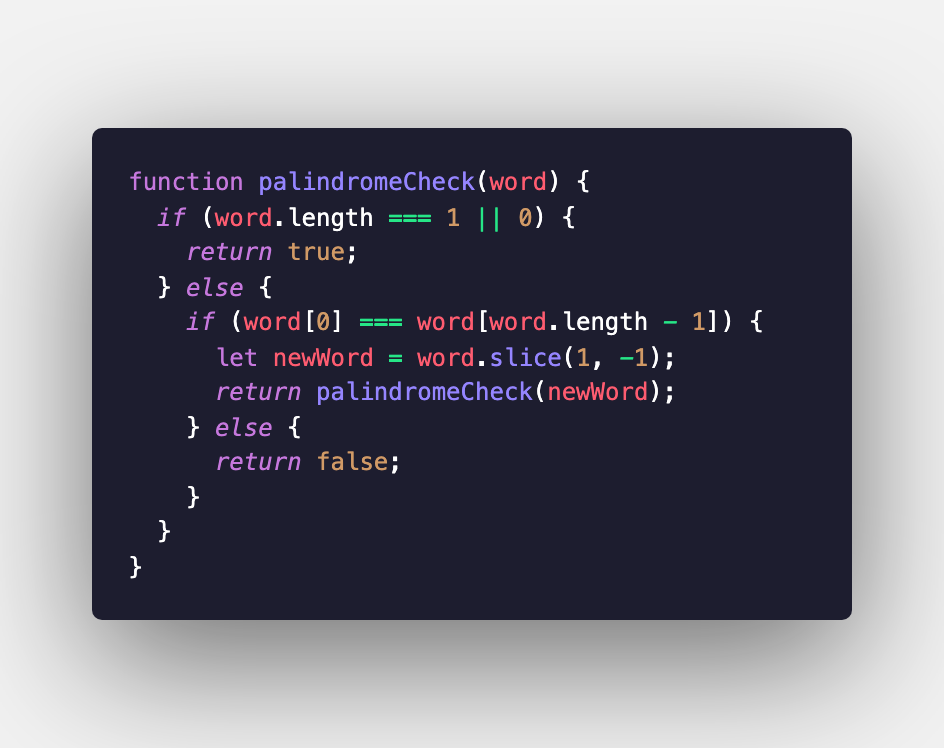 function palindromeCheck(word) {
  if (word.length === 1 || 0) {
    return true;
  } else {
    if (word[0] === word[word.length - 1]) {
      let newWord = word.slice(1, -1);
      return palindromeCheck(newWord);
    } else {
      return false;
    }
  }
}